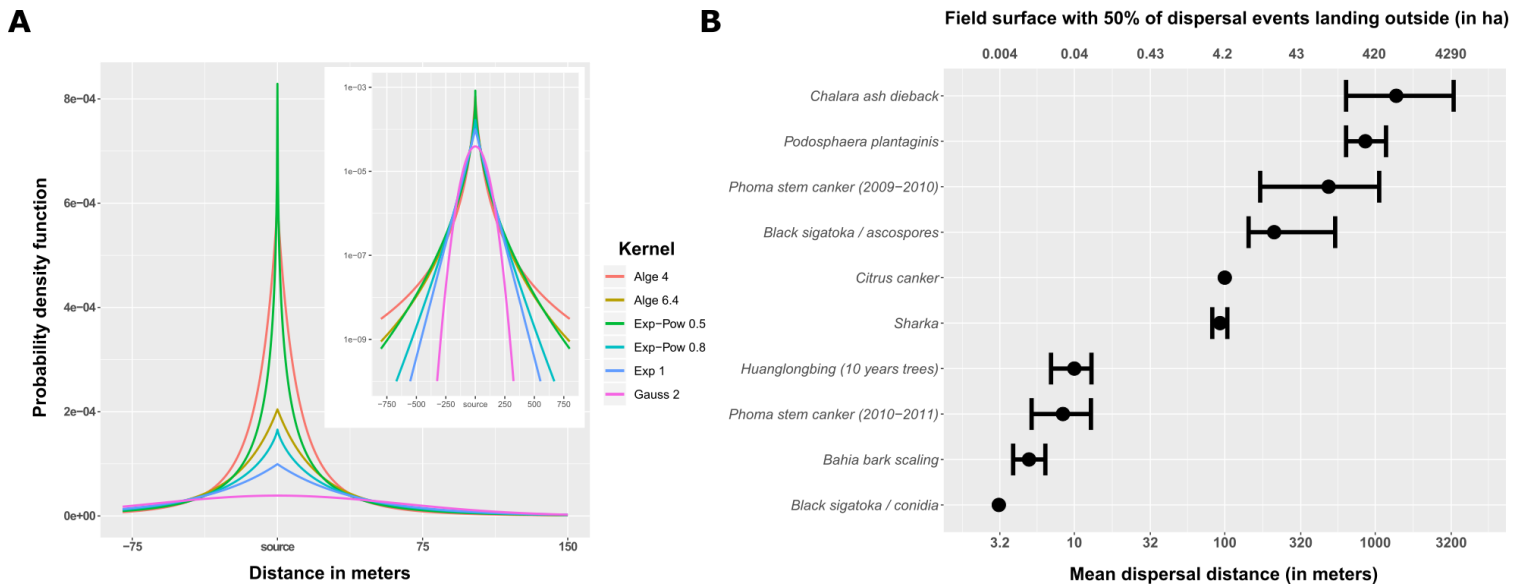 A
Probability density function
8e−04
6e−04
4e−04
2e−04
0e+00
−75
source
75
150
Distance in meters
1e−03
1e−05
1e−07
1e−09
−750
−500
−250
source
250
500
750
Kernel
Alge 4
Alge 6.4
Exp−Pow 0.5
Exp−Pow 0.8
Exp 1
Gauss 2
B
Field surface with 50% of dispersal events landing outside (in ha)
0.004
0.04
0.43
4.2
43
420
4290
Chalara ash dieback
Podosphaera plantaginis
Phoma stem canker (2009−2010)
Black sigatoka / ascospores
Citrus canker
Sharka
Huanglongbing (10 years trees)
Phoma stem canker (2010−2011)
Bahia bark scaling
Black sigatoka / conidia
3.2
10
32
100
320
1000
3200
Mean dispersal distance (in meters)